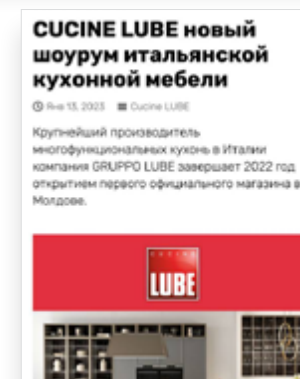 CUCINE LUBE новый
шоурум итальянской
кухонной мебели
Янв 13, 2023 Cucine LUBE
Крупнейший производитель
многофункциональных кухонь в Италии
компания GRUPPO LUBE завершает 2022 год
открытием первого официального магазина в
Молдове.
CUCINE
LUBE